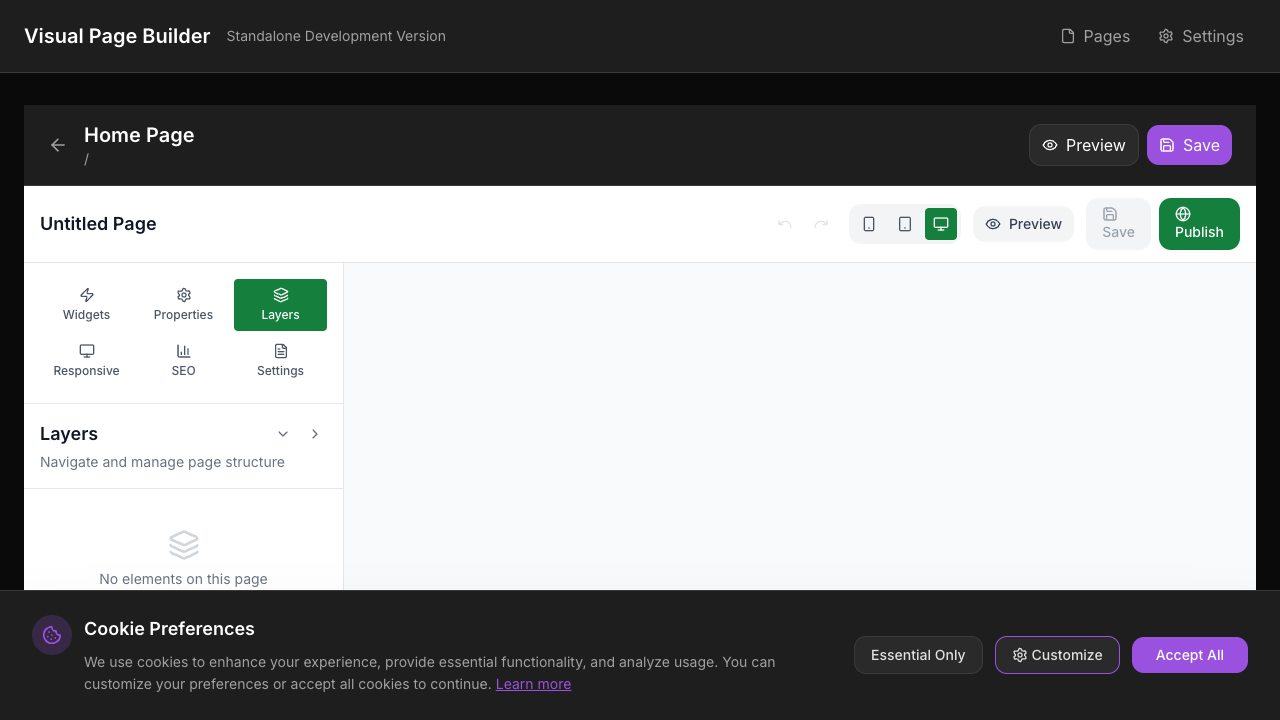 Visual Page Builder
Standalone Development Version
Pages
Settings
Home Page
/
Preview
Save
Untitled Page
Preview
Save
Publish
Widgets
Properties
Layers
Responsive
SEO
Settings
Layers
Navigate and manage page structure
No elements on this page
Cookie Preferences
We use cookies to enhance your experience, provide essential functionality, and analyze usage. You can
customize your preferences or accept all cookies to continue. Learn more
Essential Only
Customize
Accept All